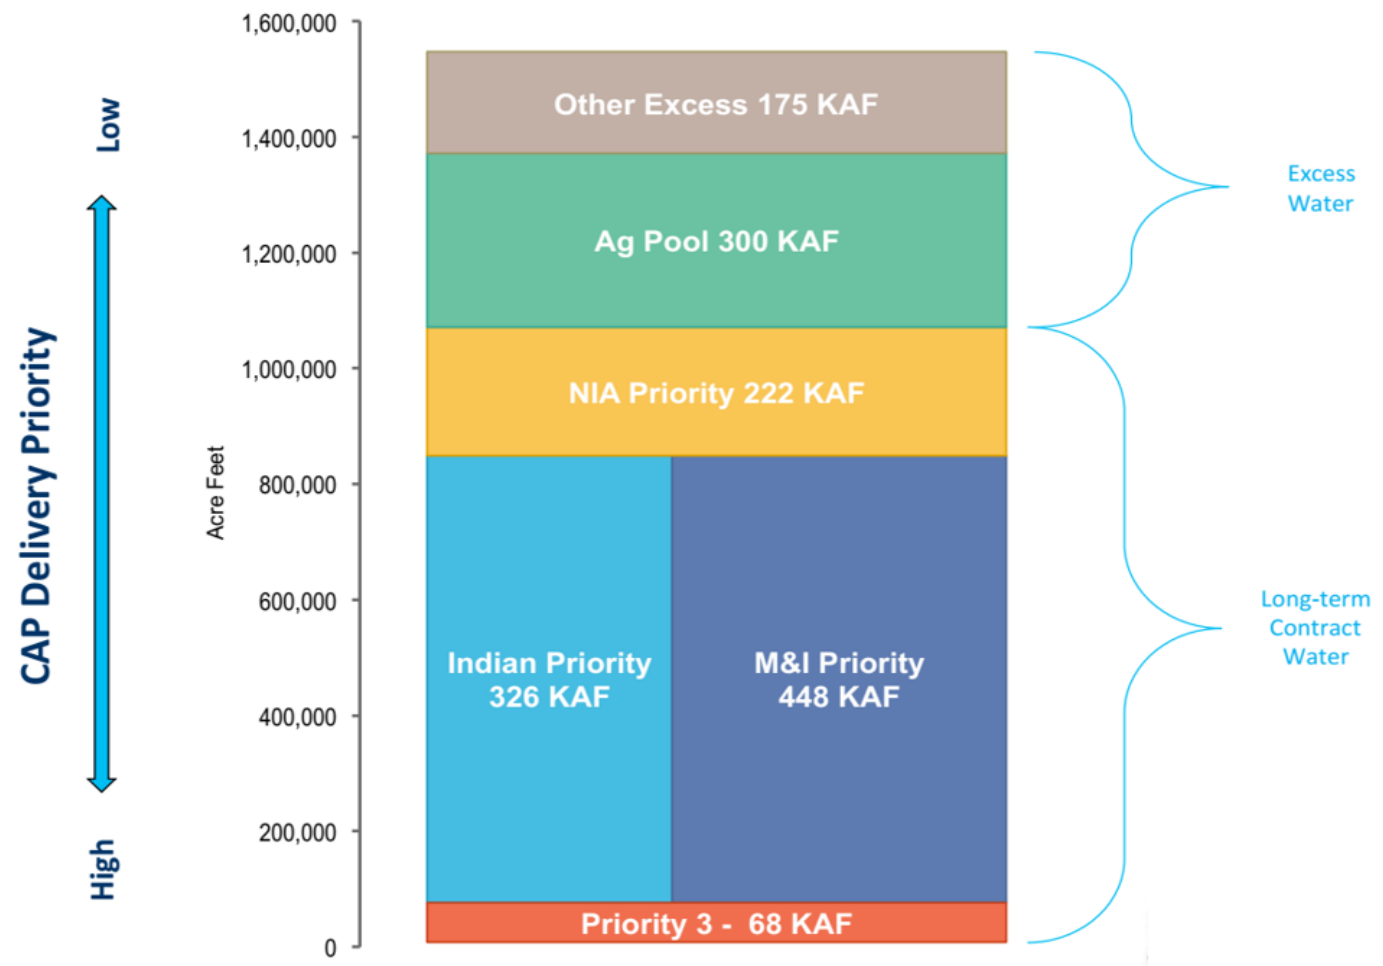 CAP Delivery Priority
Low
High
Acre Feet
1,600,000
1,400,000
1,200,000
1,000,000
800,000
600,000
400,000
200,000
0
Other Excess 175 KAF
Ag Pool 300 KAF
NIA Priority 222 KAF
Indian Priority
326 KAF
M&I Priority
448 KAF
Priority 3 - 68 KAF
Excess
Water
Long-term
Contract
Water